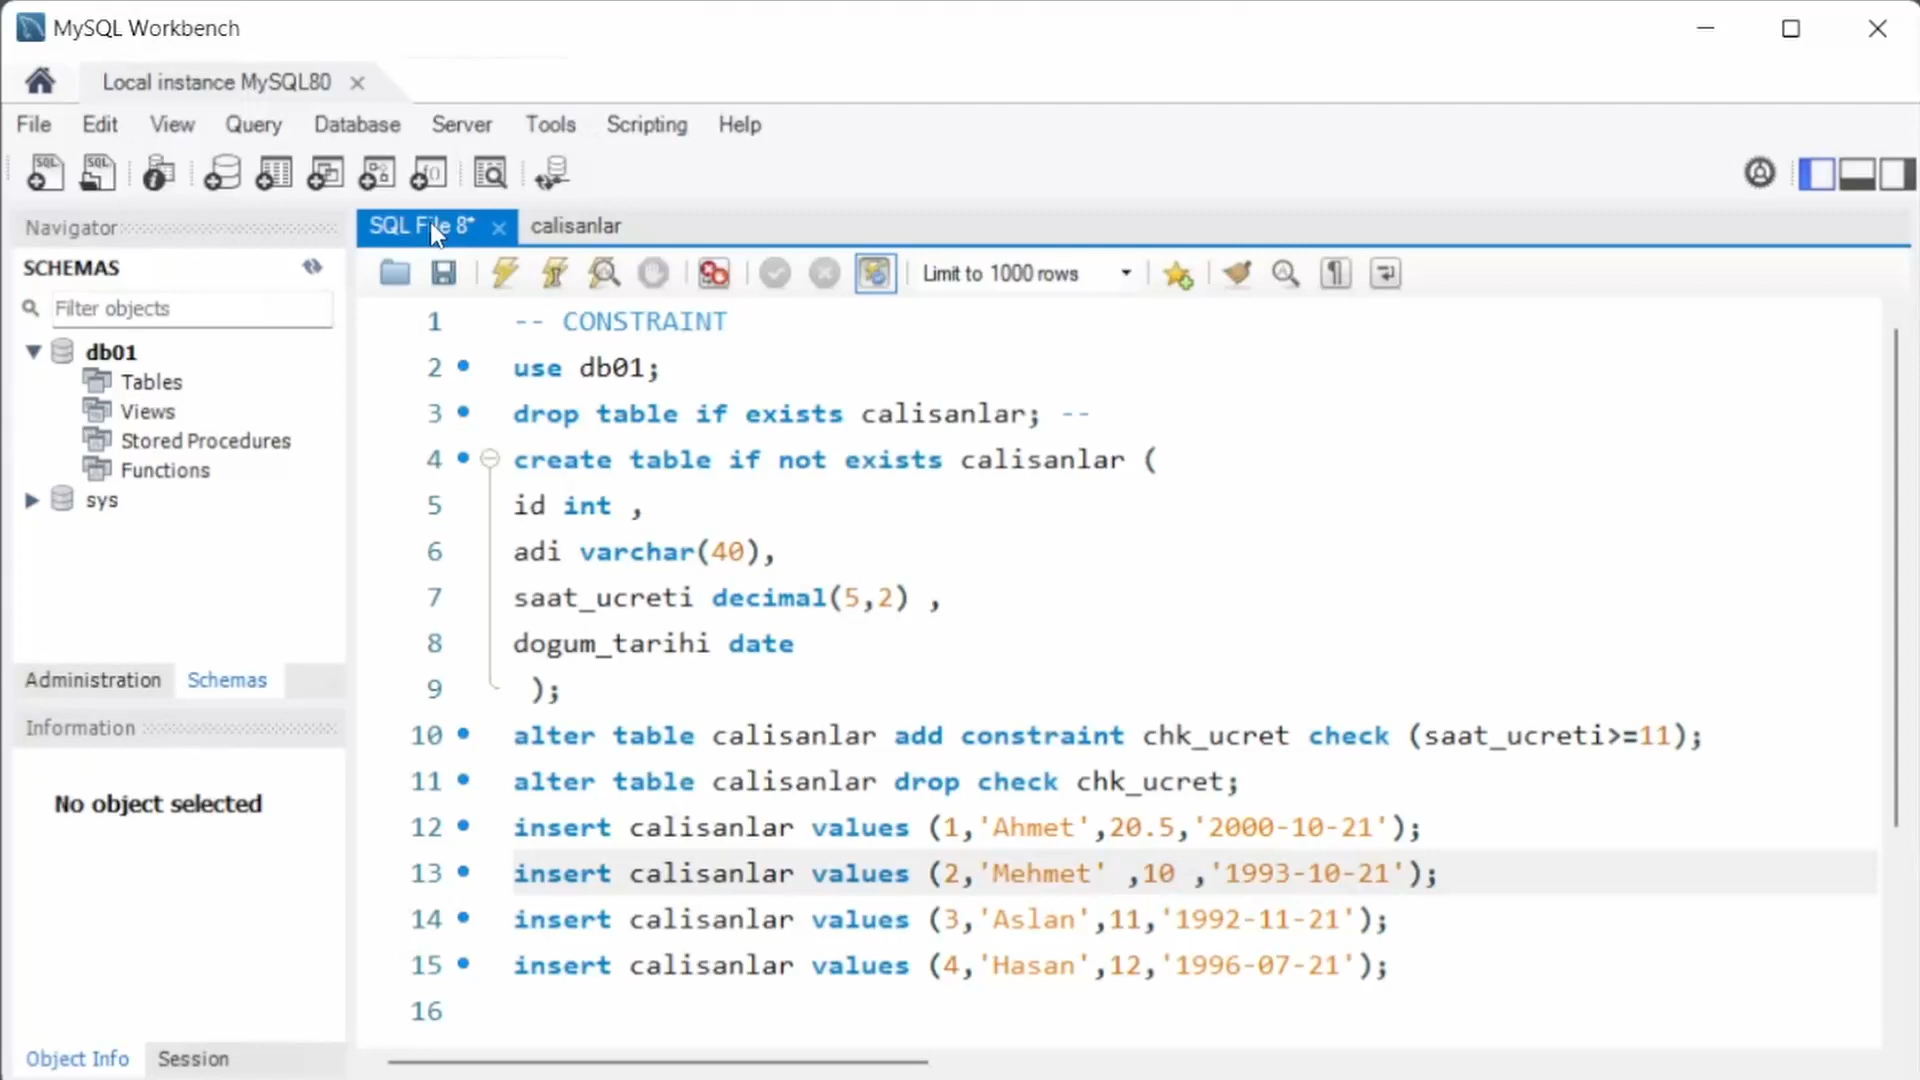 MySQL Workbench
Local instance MySQL80
File Edit View Query Database Server Tools Scripting Help
Navigator
SCHEMAS
Filter objects
db01
Tables
Views
Stored Procedures
Functions
sys
Administration Schemas
Information
No object selected
Object Info Session
SQL File 8* calisanlar
Limit to 1000 rows
1 -- CONSTRAINT
2 use db01;
3 drop table if exists calisanlar; --
4 create table if not exists calisanlar (
5 id int ,
6 adi varchar(40),
7 saat_ucreti decimal(5,2) ,
8 dogum_tarihi date
9 );
10 alter table calisanlar add constraint chk_ucret check (saat_ucreti>=11);
11 alter table calisanlar drop check chk_ucret;
12 insert calisanlar values (1,'Ahmet',20.5,'2000-10-21');
13 insert calisanlar values (2,'Mehmet' ,10 ,'1993-10-21');
14 insert calisanlar values (3,'Aslan',11,'1992-11-21');
15 insert calisanlar values (4,'Hasan',12,'1996-07-21');
16